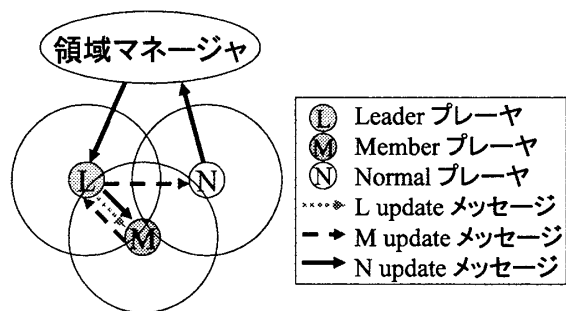 領域マネージャ
L
N
M
L Leader プレーヤ
M Member プレーヤ
N Normal プレーヤ
L update メッセージ
M update メッセージ
N update メッセージ